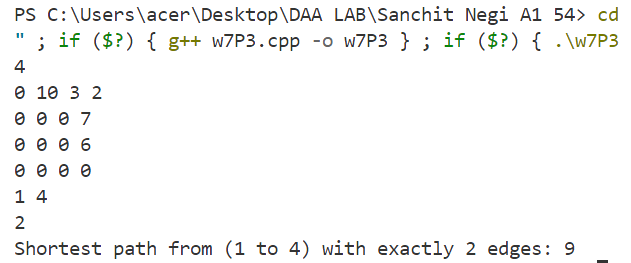 PS C:\Users\acer\Desktop\DAA LAB\Sanchit Negi A1 54> cd
" ; if ($?) { g++ w7P3.cpp -o w7P3 } ; if ($?) { .\w7P3
4
0 10 3 2
0 0 0 7
0 0 0 6
0 0 0 0
1 4
2
Shortest path from (1 to 4) with exactly 2 edges: 9